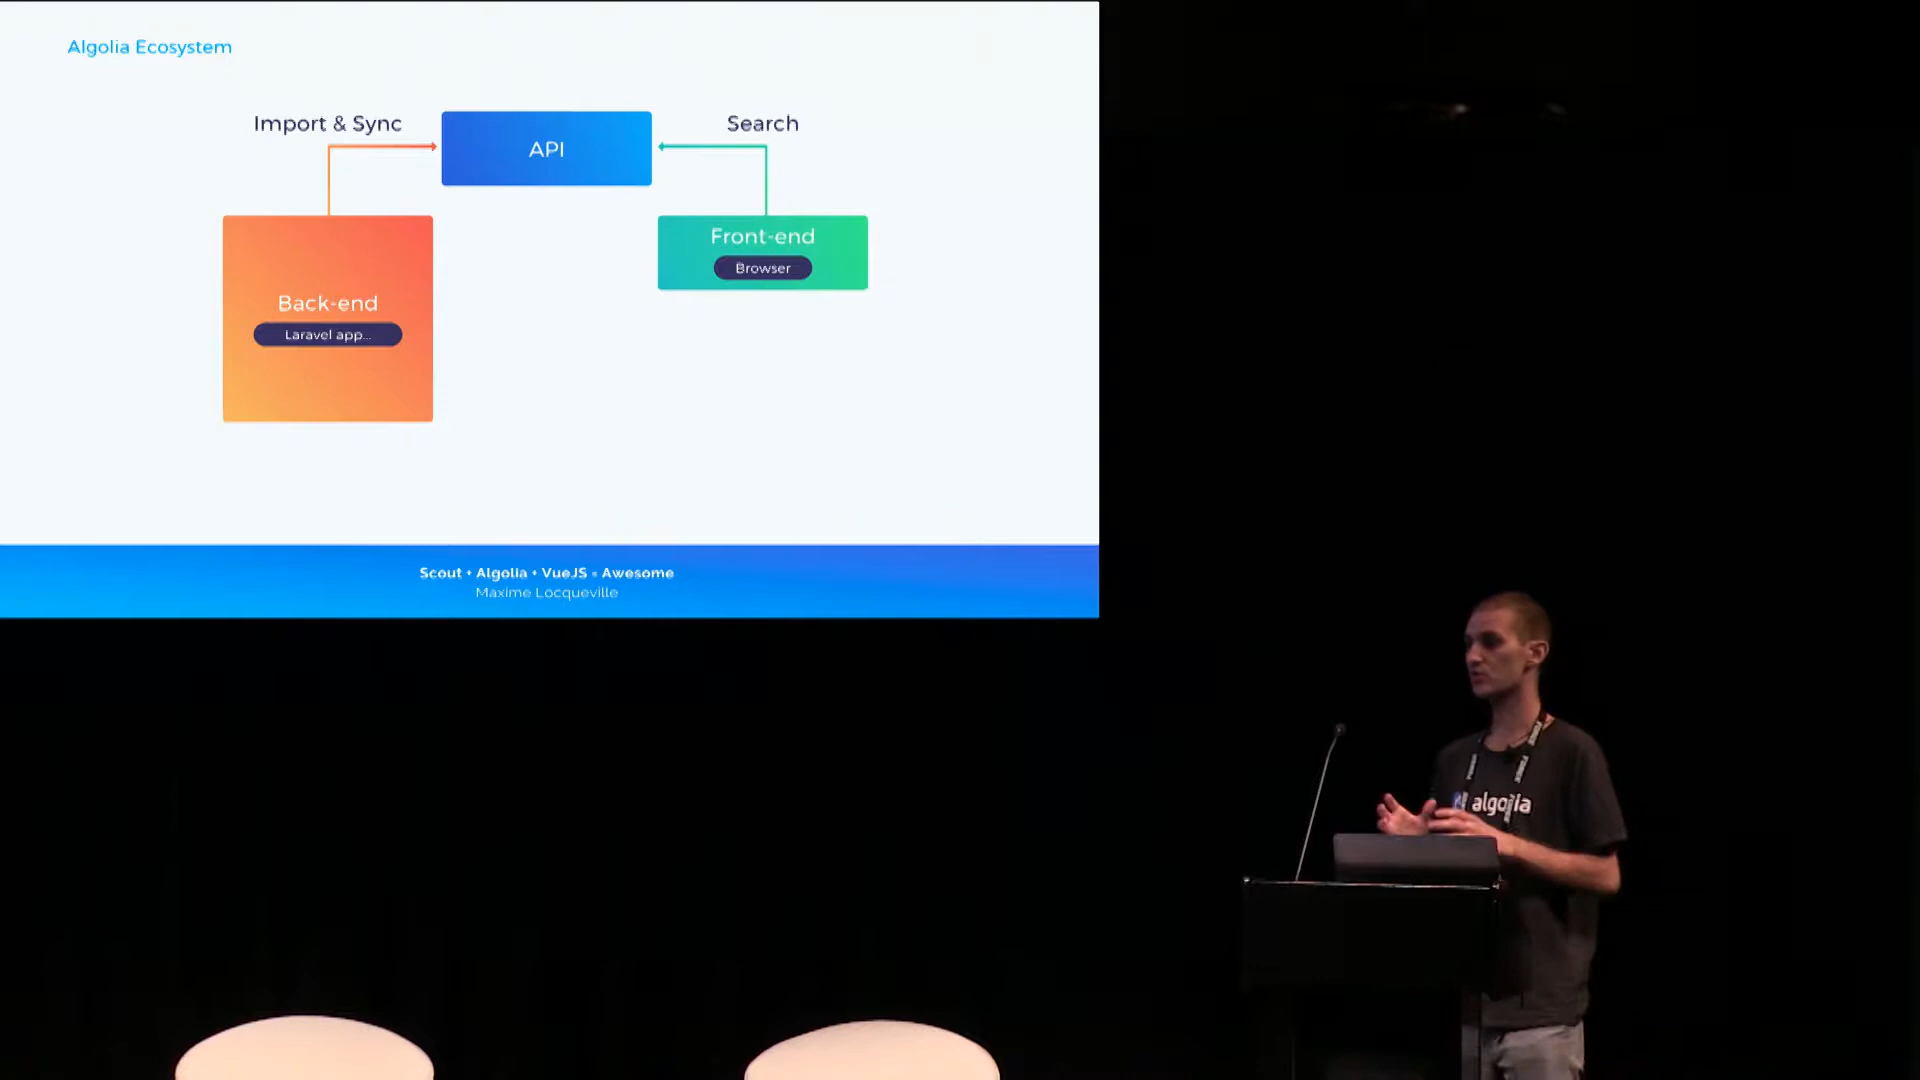 Algolia Ecosystem
Import & Sync
API
Search
Front-end
Browser
Back-end
Laravel app...
Scout + Algolia + VueJS = Awesome
Maxime Locqueville
algolia